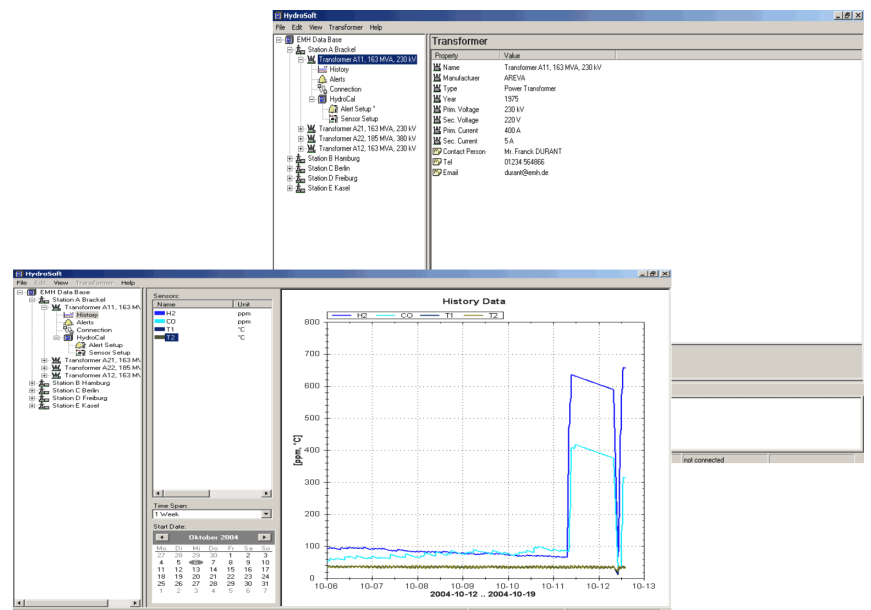 HydroSoft
File Edit View Transformer Help
EMH Data Base
Station A Brackel
Transformer A11, 163 MVA, 230 kV
History
Alerts
Connection
HydroCal
Alert Setup *
Sensor Setup
Transformer A21, 163 MVA, 230 kV
Transformer A22, 185 MVA, 380 kV
Transformer A12, 163 MVA, 230 kV
Station B Hamburg
Station C Berlin
Station D Freiburg
Station E Kasel
Transformer
Property Value
Name Transformer A11, 163 MVA, 230 kV
Manufacturer AREVA
Type Power Transformer
Year 1975
Prim. Voltage 230 kV
Sec. Voltage 220 V
Prim. Current 400 A
Sec. Current 5 A
Contact Person Mr. Franck DURANT
Tel 01234 564866
Email durant@emh.de
not connected
HydroSoft
File Edit View Transformer Help
EMH Data Base
Station A Brackel
Transformer A11, 163 M
History
Alerts
Connection
HydroCal
Alert Setup
Sensor Setup
Transformer A21, 163 M
Transformer A22, 185 M
Transformer A12, 163 M
Station B Hamburg
Station C Berlin
Station D Freiburg
Station E Kasel
Sensors:
Name Unit
H2 ppm
CO ppm
T1 °C
T2 °C
Time Span:
1 Week
Start Date:
Oktober 2004
Mo Di Mi Do Fr Sa So
27 28 29 30 1 2 3
4 5 7 8 9 10
11 12 13 14 15 16 17
18 19 20 21 22 23 24
25 26 27 28 29 30 31
1 2 3 4 5 6 7
History Data
H2 CO T1 T2
800
700
600
500
400
300
200
100
0
[ppm, °C]
10-06 10-07 10-08 10-09 10-10 10-11 10-12 10-13
2004-10-12 .. 2004-10-19